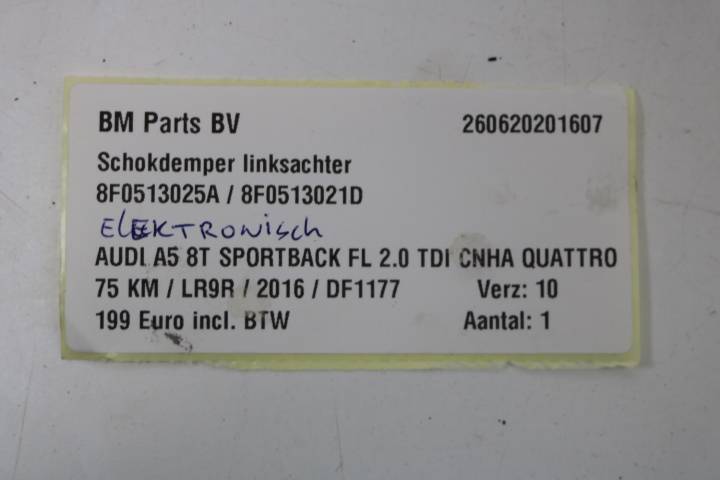 BM Parts BV 260620201607
Schokdemper linksachter
8F0513025A / 8F0513021D
ELEKTRONisch
AUDI A5 8T SPORTBACK FL 2.0 TDI CNHA QUATTRO
75 KM / LR9R / 2016 / DF1177 Verz: 10
199 Euro incl. BTW Aantal: 1